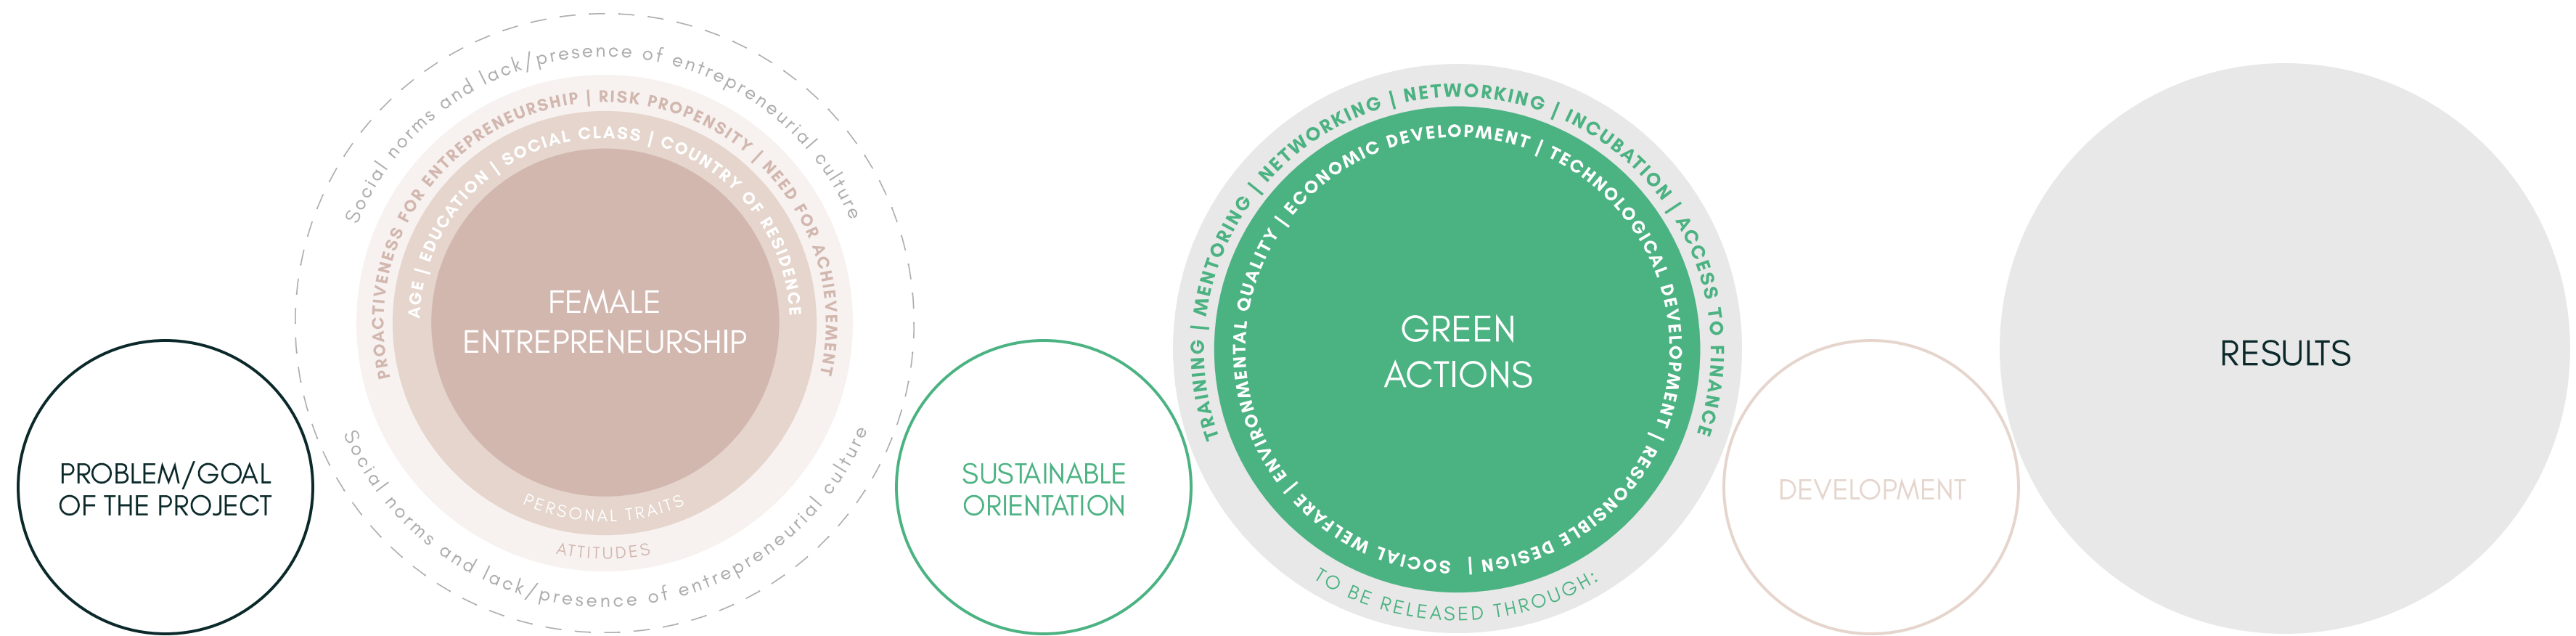 PROBLEM/GOAL
OF THE PROJECT
Social norms and lack/presence of entrepreneurial culture
PROACTIVENESS FOR ENTREPRENEURSHIP | RISK PROPENSITY | NEED FOR ACHIEVEMENT
AGE | EDUCATION | SOCIAL CLASS | COUNTRY OF RESIDENCE
FEMALE
ENTREPRENEURSHIP
PERSONAL TRAITS
ATTITUDES
Social norms and lack/presence of entrepreneurial culture
SUSTAINABLE
ORIENTATION
TRAINING | MENTORING | NETWORKING | NETWORKING | INCUBATION | ACCESS TO FINANCE
ENVIRONMENTAL QUALITY | ECONOMIC DEVELOPMENT | TECHNOLOGICAL DEVELOPMENT | RESPONSIBLE DESIGN | SOCIAL WELFARE |
GREEN
ACTIONS
TO BE RELEASED THROUGH:
DEVELOPMENT
RESULTS